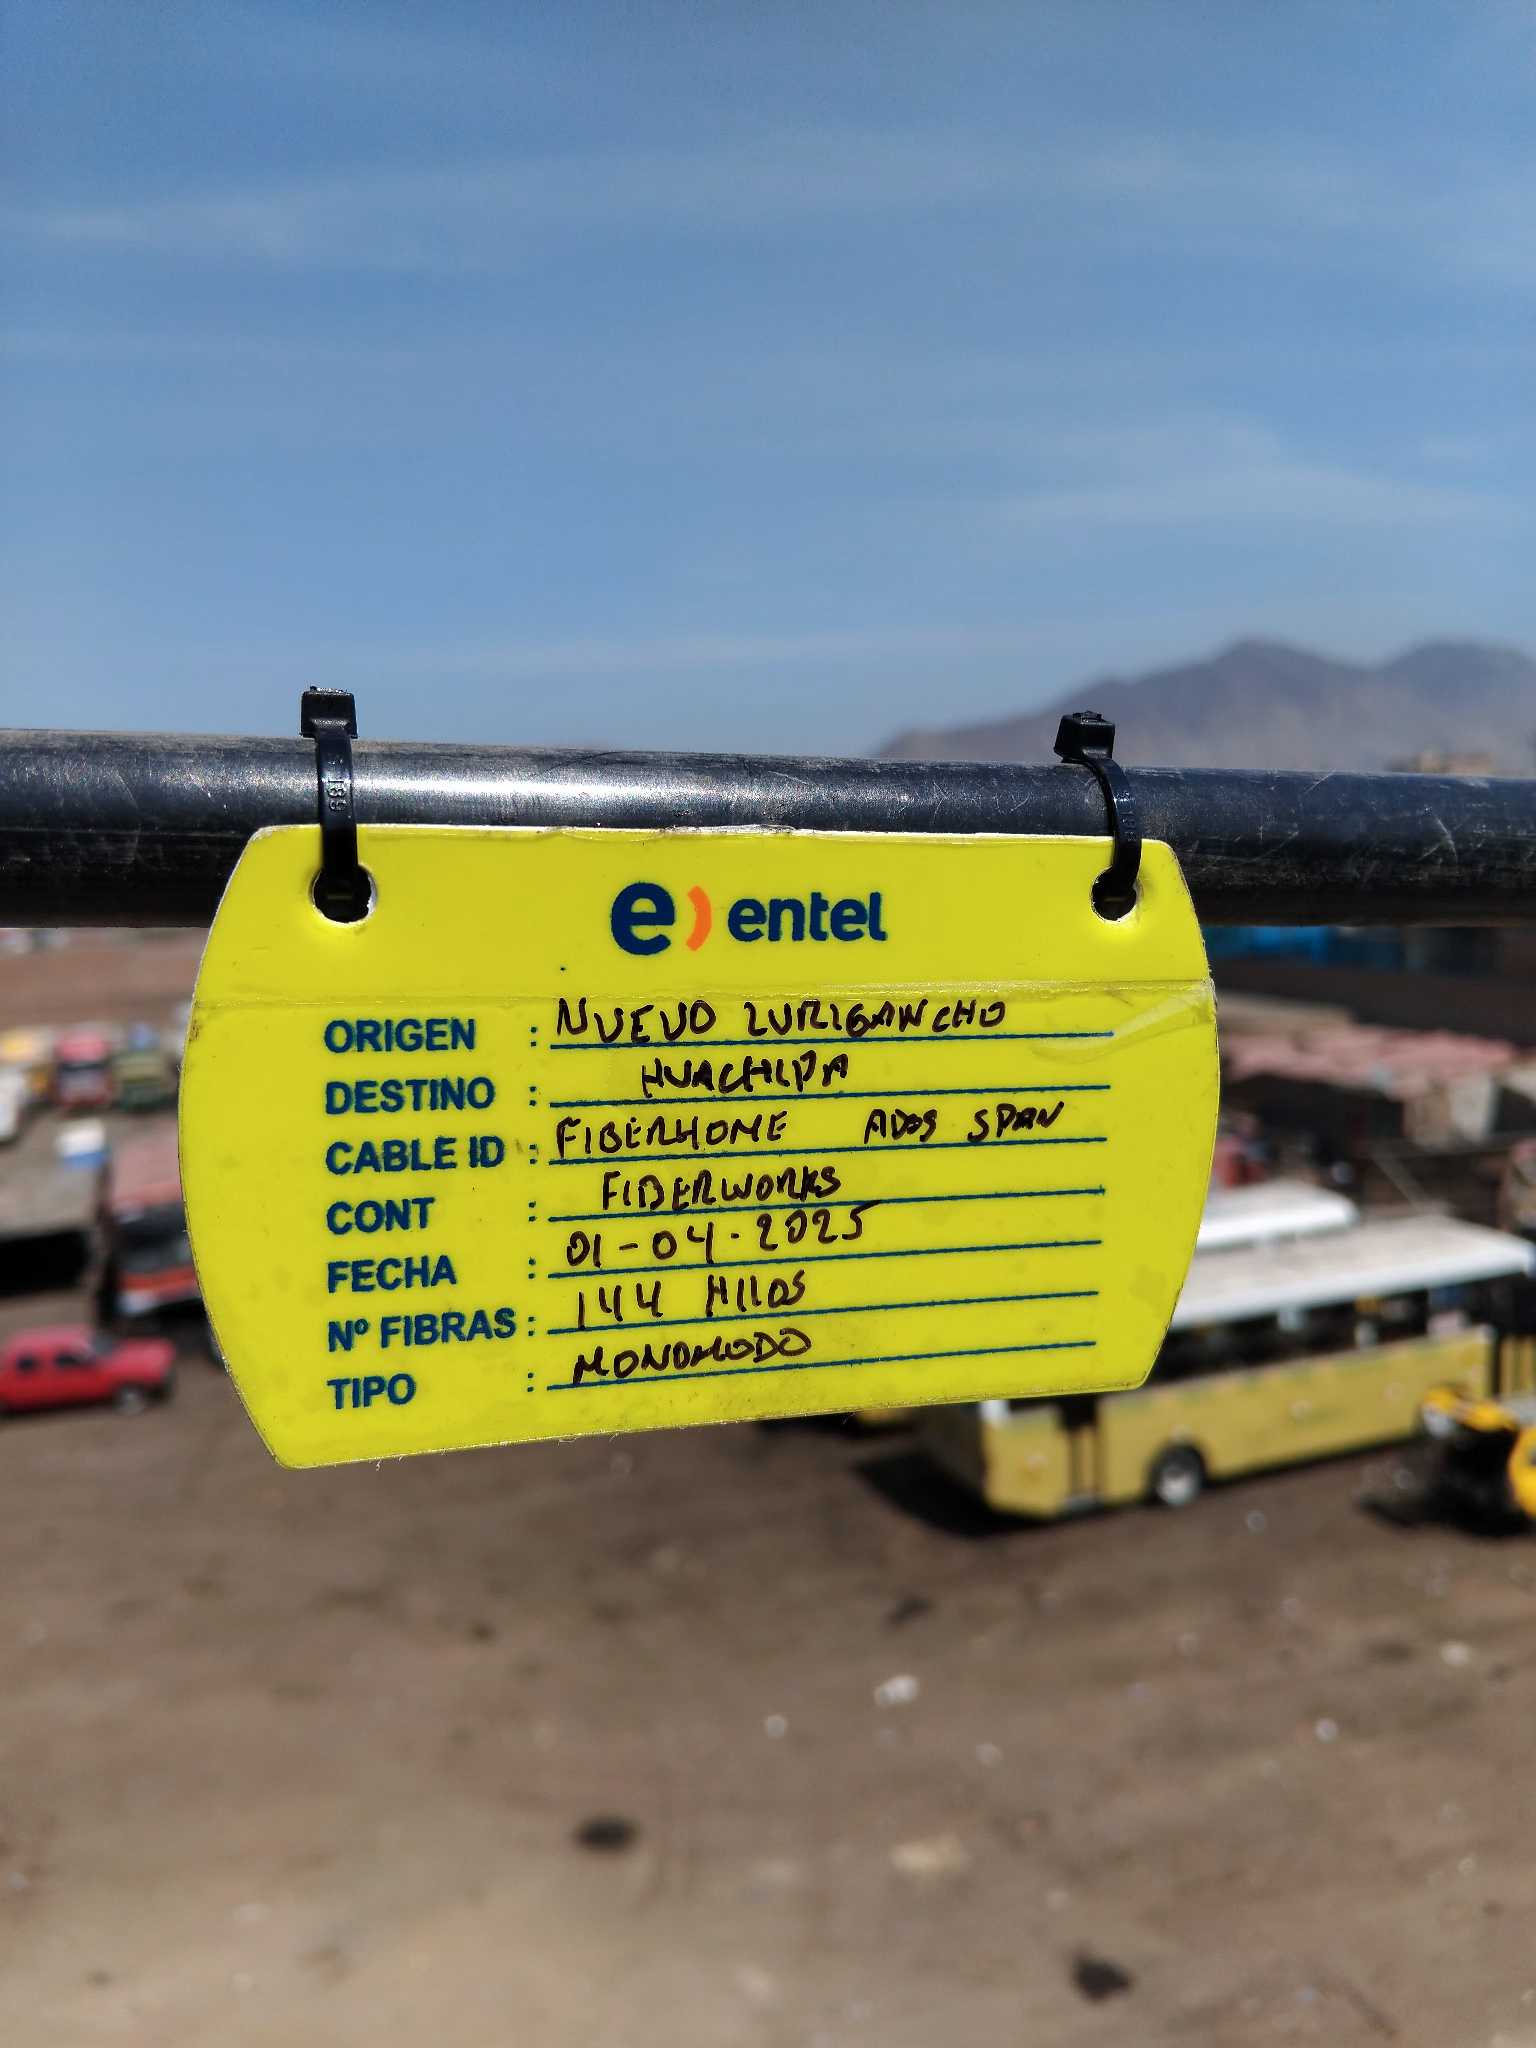 e) entel
ORIGEN : NUEVO LURIGANCHO
DESTINO : HUACHIPA
CABLE ID : FIBERHOME ADSS SPAN
CONT : FIBERWORKS
FECHA : 01-04-2025
Nº FIBRAS : 144 HILOS
TIPO : MONOMODO